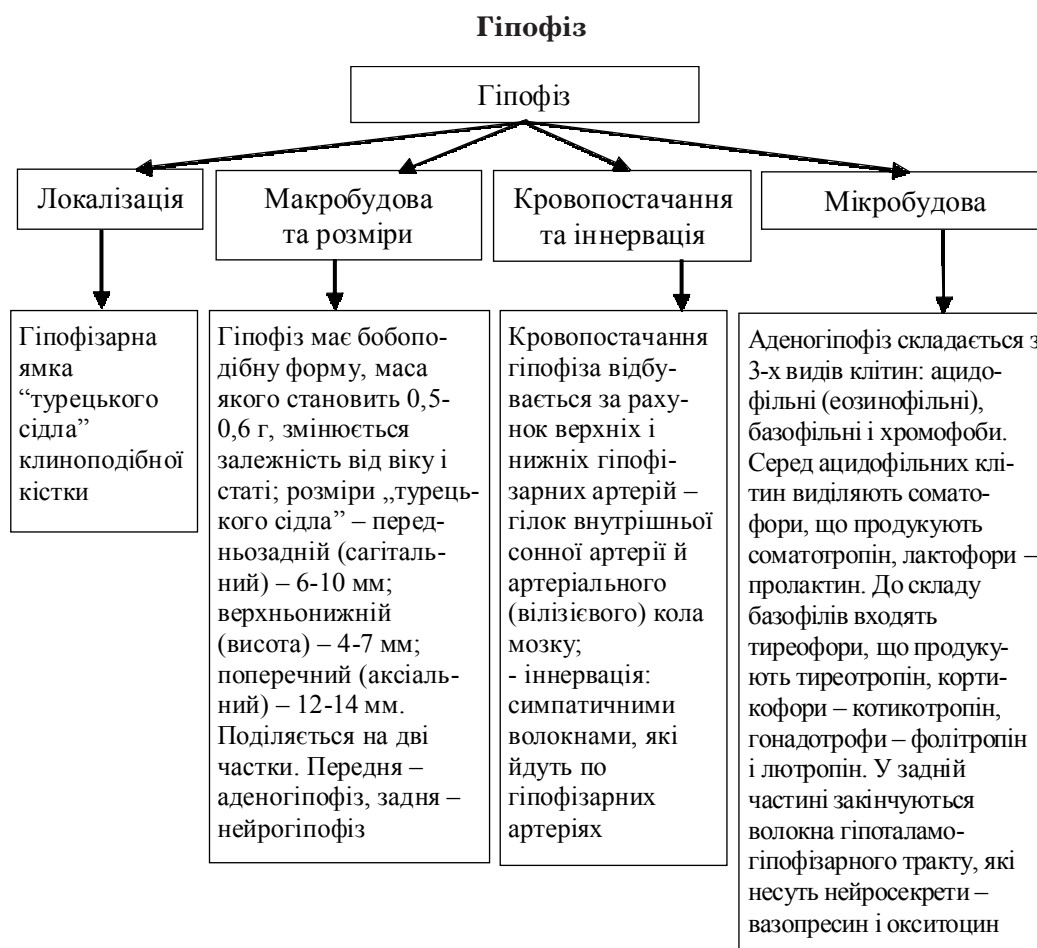 Гіпофіз
Гіпофіз
Локалізація
Макробудова
та розміри
Кровопостачання
та іннервація
Мікробудова
Гіпофізарна
ямка
“турецького
сідла”
клиноподібної
кістки
Гіпофіз має бобопо-
дібну форму, маса
якого становить 0,5-
0,6 г, змінюється
залежність від віку і
статі; розміри „турець-
кого сідла” – перед-
ньозадній (сагіталь-
ний) – 6-10 мм;
верхньонижній
(висота) – 4-7 мм;
поперечний (аксіаль-
ний) – 12-14 мм.
Поділяється на дві
частки. Передня –
аденогіпофіз, задня –
нейрогіпофіз
Кровопостачання
гіпофіза відбу-
вається за раху-
нок верхніх і
нижніх гіпофі-
зарних артерій –
гілок внутрішньої
сонної артерії й
артеріального
(вілізієвого) кола
мозку;
- іннервація:
симпатичними
волокнами, які
йдуть по
гіпофізарних
артеріях
Аденогіпофіз складається з
3-х видів клітин: ацидо-
фільні (еозинофільні),
базофільні і хромофоби.
Серед ацидофільних клі-
тин виділяють сомато-
фори, що продукують
соматотропін, лактофори –
пролактин. До складу
базофілів входять
тиреофори, що продуку-
ють тиреотропін, корти-
кофори – котикотропін,
гонадотрофи – фолітропін
і лютропін. У задній
частині закінчуються
волокна гіпоталамо-
гіпофізарного тракту, які
несуть нейросекрети –
вазопресин і окситоцин